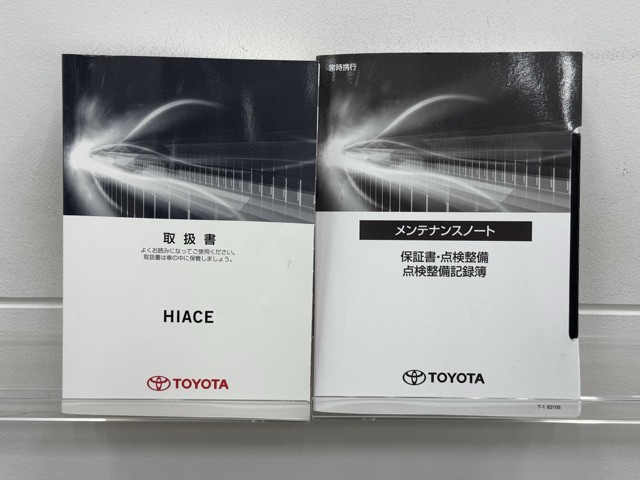 取扱書
よくお読みになってご使用ください。
取扱書は車の中に保管しましょう。
HIACE
TOYOTA
常時携行
メンテナンスノート
保証書・点検整備
点検整備記録簿
TOYOTA
T-1 62105